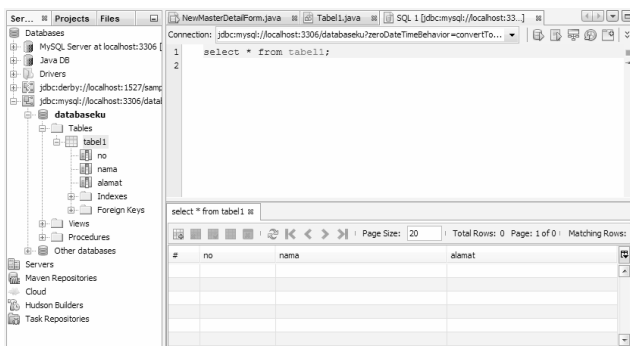 Ser... Projects Files
Databases
MySQL Server at localhost:3306 [
Java DB
Drivers
jdbc:derby://localhost:1527/samp
jdbc:mysql://localhost:3306/datal
databaseku
Tables
tabel1
no
nama
alamat
Indexes
Foreign Keys
Views
Procedures
Other databases
Servers
Maven Repositories
Cloud
Hudson Builders
Task Repositories
NewMasterDetailForm.java Tabel1.java SQL 1 [jdbc:mysql://localhost:33...]
Connection: jdbc:mysql://localhost:3306/databaseku?zeroDateTimeBehavior=convertTo...
1 select * from tabel1;
2
select * from tabel1
Page Size: 20 Total Rows: 0 Page: 1 of 0 Matching Rows:
# no nama alamat